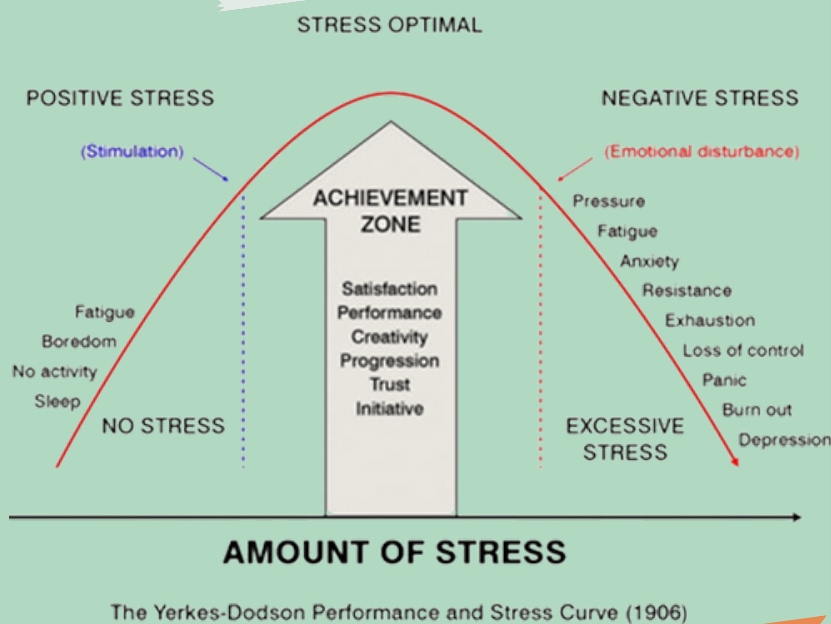 STRESS OPTIMAL
POSITIVE STRESS
NEGATIVE STRESS
(Stimulation)
(Emotional disturbance)
ACHIEVEMENT
ZONE
Satisfaction
Performance
Creativity
Progression
Trust
Initiative
Fatigue
Boredom
No activity
Sleep
NO STRESS
Pressure
Fatigue
Anxiety
Resistance
Exhaustion
Loss of control
Panic
Burn out
Depression
EXCESSIVE
STRESS
AMOUNT OF STRESS
The Yerkes-Dodson Performance and Stress Curve (1906)